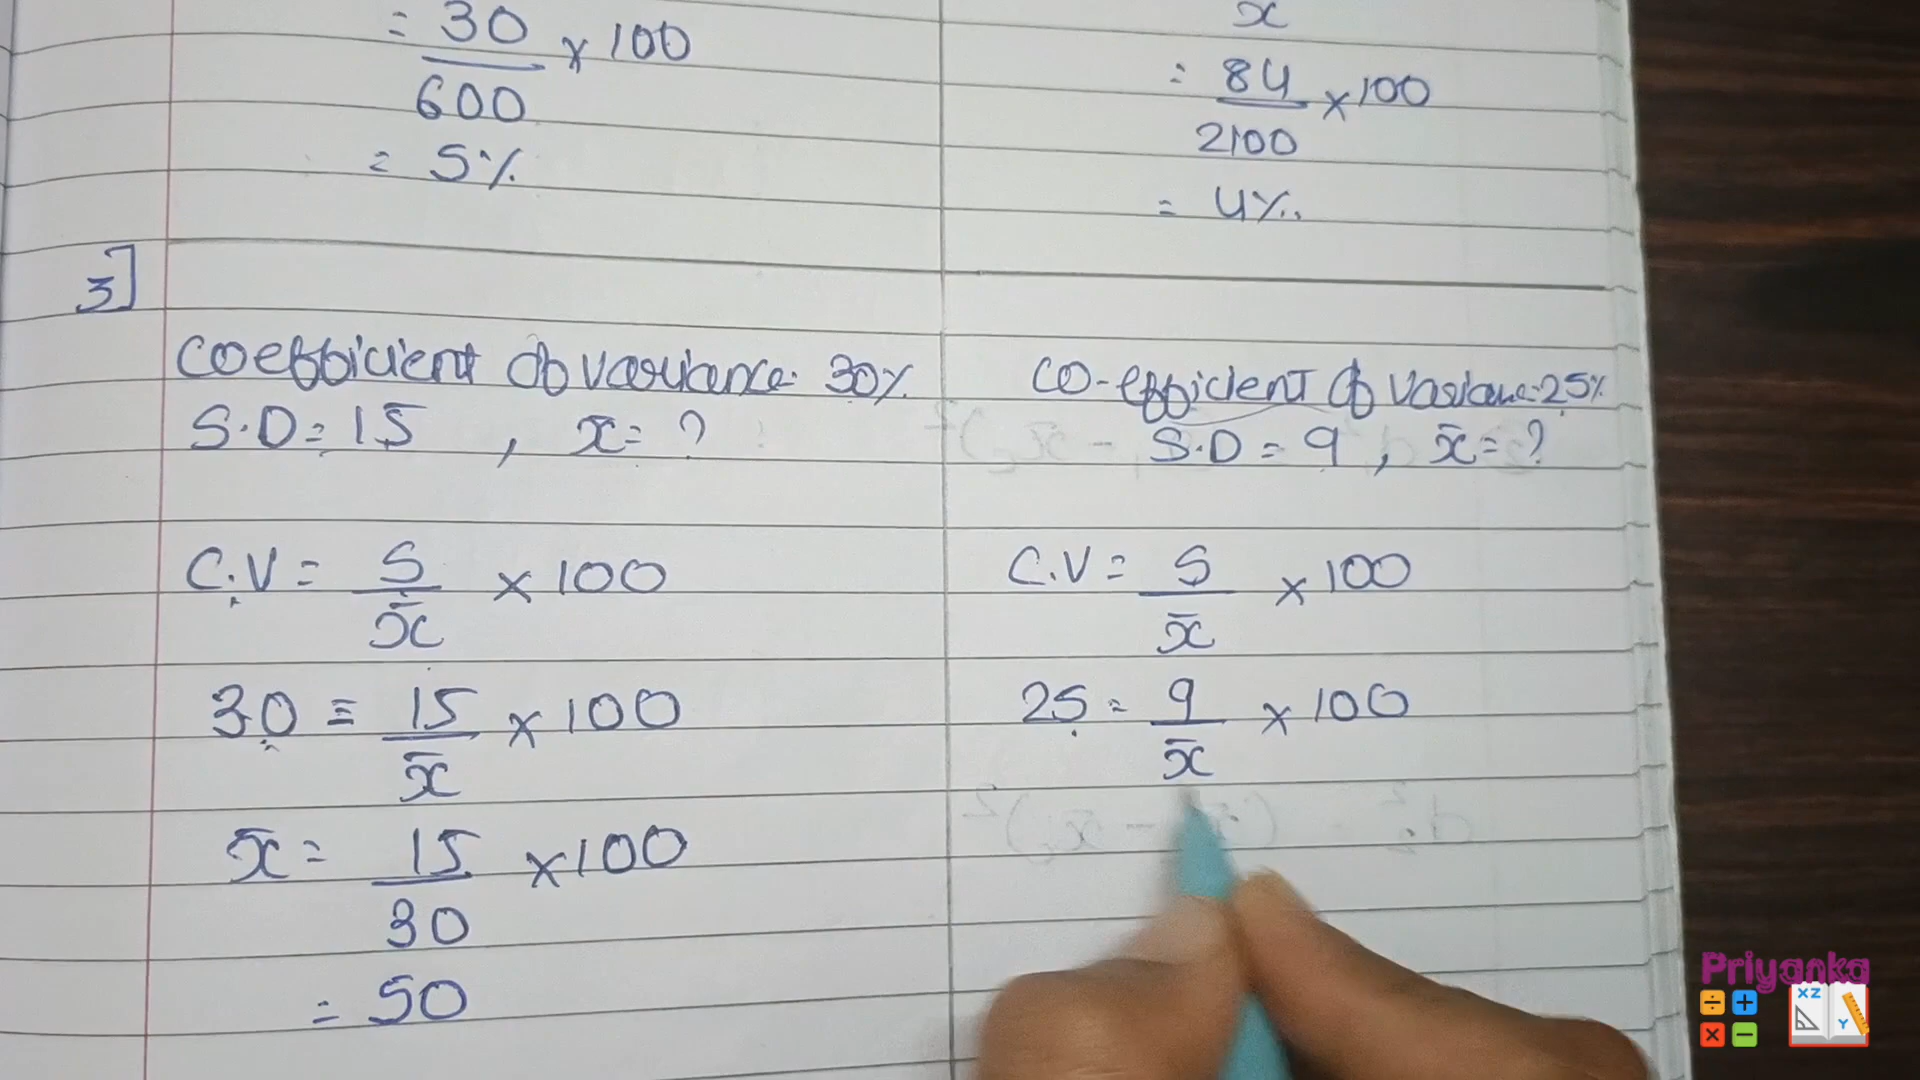 = 30/600 × 100
= 5%
x
= 84/2100 × 100
= 4%.
3]
Coefficient of variance. 30%
S.D = 15 , x̄ = ?
C.V = S/x̄ × 100
30 = 15/x̄ × 100
x̄ = 15/30 × 100
= 50
CO-efficient of variance: 25%
S.D = 9 , x̄ = ?
C.V = S/x̄ × 100
25 = 9/x̄ × 100
Priyanka
XZ
Y